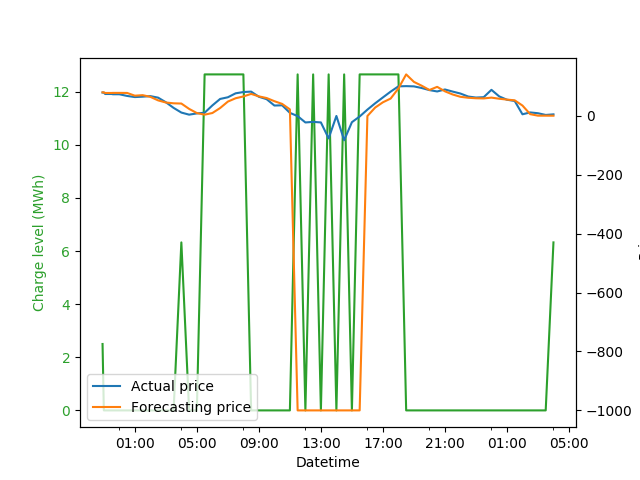 12
10
8
6
4
2
0
Charge level (MWh)
0
−200
−400
−600
−800
−1000
Actual price
Forecasting price
01:00 05:00 09:00 13:00 17:00 21:00 01:00 05:00
Datetime